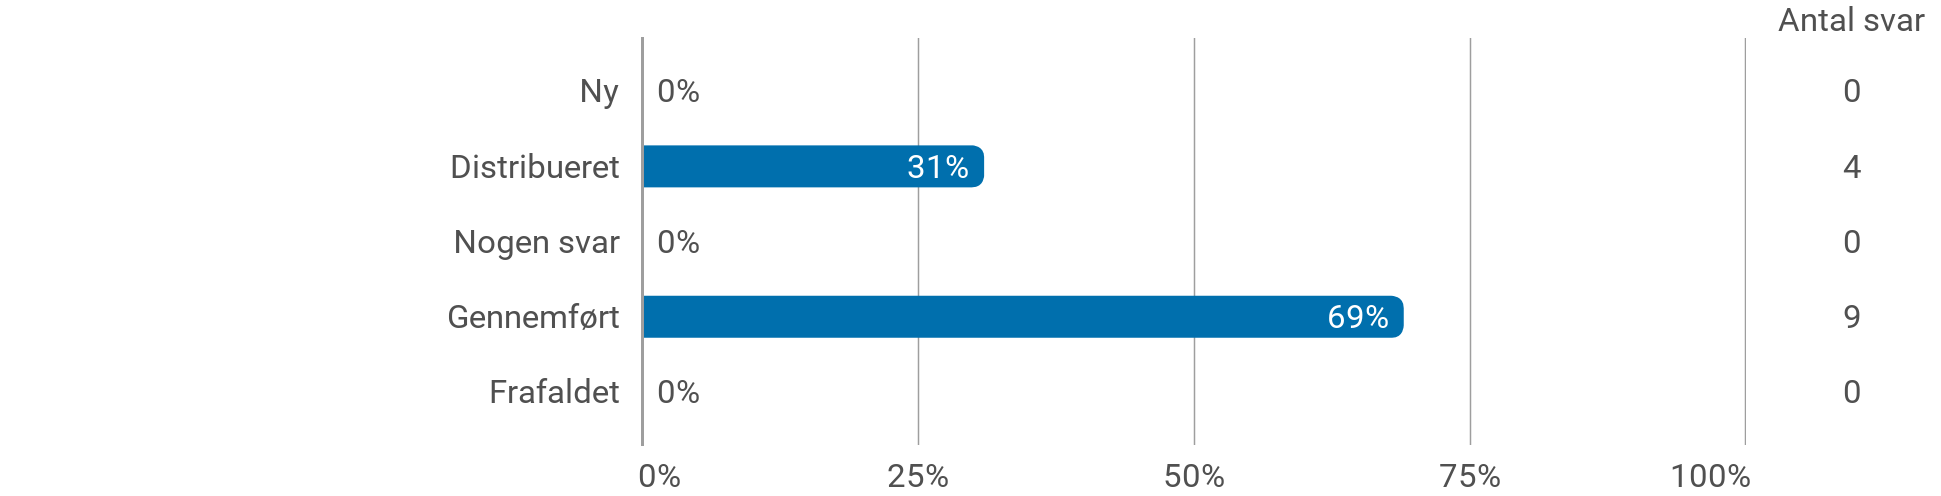 Antal svar
Ny 0% 0
Distribueret 31% 4
Nogen svar 0% 0
Gennemført 69% 9
Frafaldet 0% 0
0% 25% 50% 75% 100%